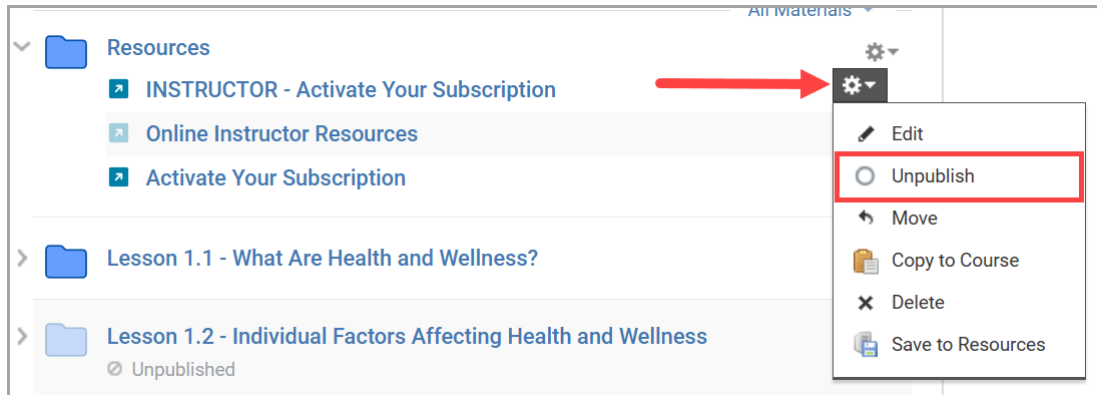 All Materials
Resources
INSTRUCTOR - Activate Your Subscription
Online Instructor Resources
Activate Your Subscription
Edit
Unpublish
Move
Copy to Course
Delete
Save to Resources
Lesson 1.1 - What Are Health and Wellness?
Lesson 1.2 - Individual Factors Affecting Health and Wellness
Unpublished